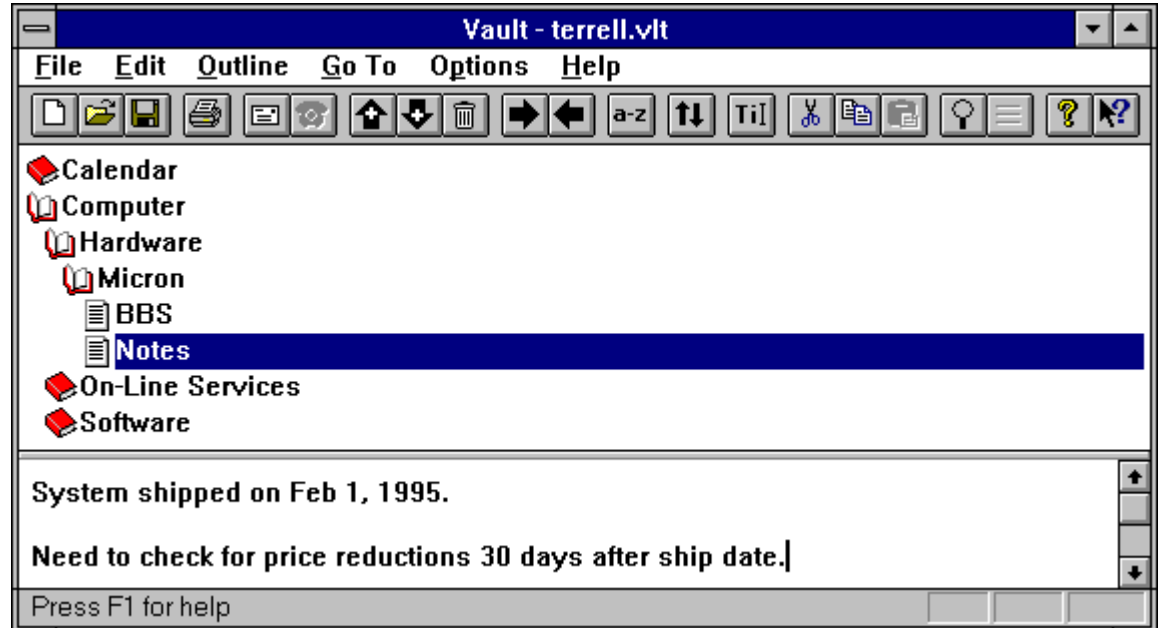 Vault - terrell.vlt
File Edit Outline Go To Options Help
a-z TiI ? ?
Calendar
Computer
Hardware
Micron
BBS
Notes
On-Line Services
Software
System shipped on Feb 1, 1995.
Need to check for price reductions 30 days after ship date.
Press F1 for help